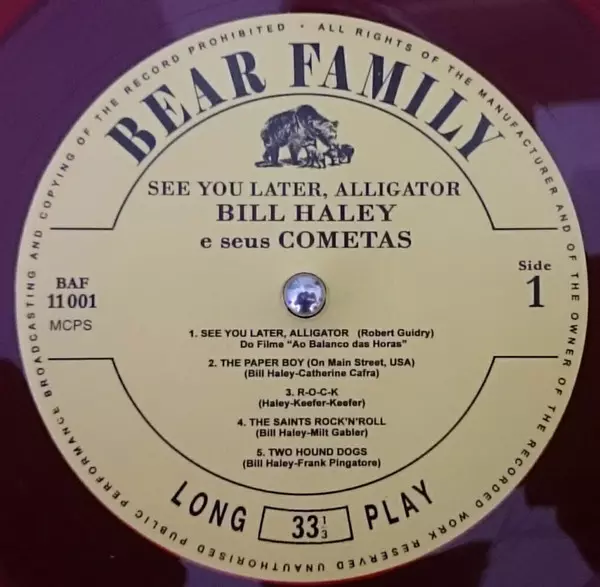 ALL RIGHTS OF THE MANUFACTURER AND OF THE OWNER OF THE RECORDED WORK RESERVED UNAUTHORISED PUBLIC PERFORMANCE BROADCASTING AND COPYING OF THE RECORD PROHIBITED •
BEAR FAMILY
SEE YOU LATER, ALLIGATOR
BILL HALEY
e seus COMETAS
BAF
11 001
MCPS
Side
1
1. SEE YOU LATER, ALLIGATOR (Robert Guidry)
Do Filme "Ao Balanco das Horas"
2. THE PAPER BOY (On Main Street, USA)
(Bill Haley-Catherine Cafra)
3. R-O-C-K
(Haley-Keefer-Keefer)
4. THE SAINTS ROCK'N'ROLL
(Bill Haley-Milt Gabler)
5. TWO HOUND DOGS
(Bill Haley-Frank Pingatore)
LONG 33 1/3 PLAY